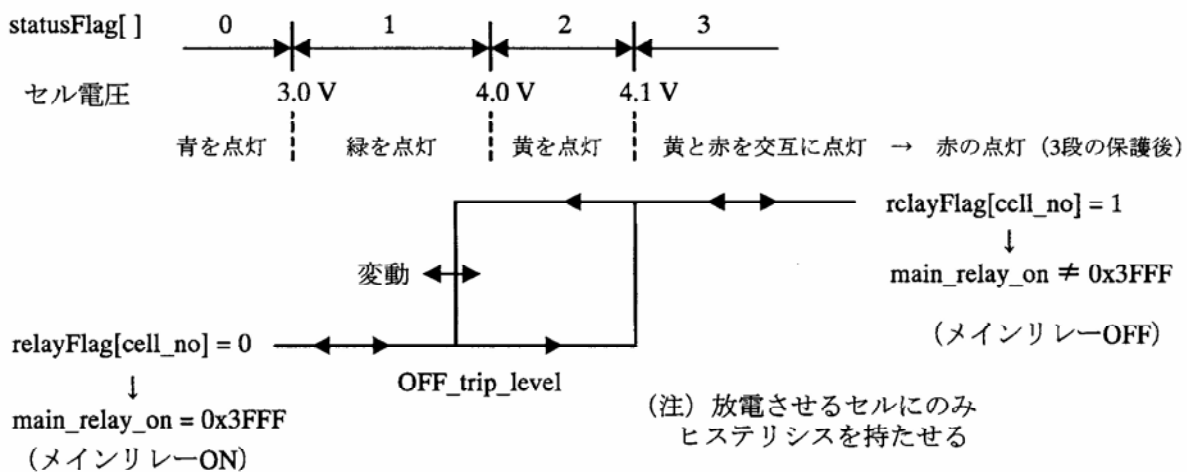 statusFlag[ ] 0 1 2 3
セル電圧 3.0 V 4.0 V 4.1 V
青を点灯 緑を点灯 黄を点灯 黄と赤を交互に点灯 → 赤の点灯（3段の保護後）
relayFlag[cell_no] = 1
↓
変動
main_relay_on ≠ 0x3FFF
（メインリレーOFF）
relayFlag[cell_no] = 0
OFF_trip_level
↓
main_relay_on = 0x3FFF
（メインリレーON）
（注）放電させるセルにのみ
ヒステリシスを持たせる